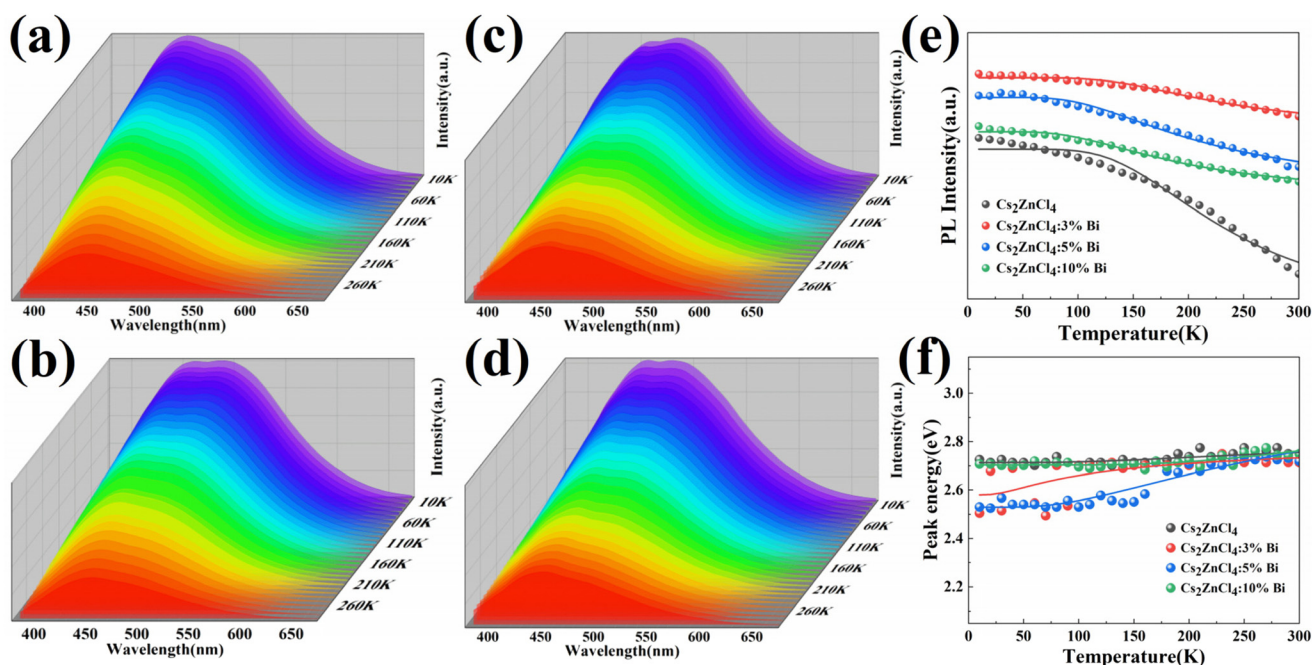 (a)
Intensity(a.u.)
10K
60K
110K
160K
210K
260K
400 450 500 550 600 650
Wavelength(nm)
(b)
Intensity(a.u.)
10K
60K
110K
160K
210K
260K
400 450 500 550 600 650
Wavelength(nm)
(c)
Intensity(a.u.)
10K
60K
110K
160K
210K
260K
400 450 500 550 600 650
Wavelength(nm)
(d)
Intensity(a.u.)
10K
60K
110K
160K
210K
260K
400 450 500 550 600 650
Wavelength(nm)
(e)
PL Intensity(a.u.)
Cs₂ZnCl₄
Cs₂ZnCl₄:3% Bi
Cs₂ZnCl₄:5% Bi
Cs₂ZnCl₄:10% Bi
0 50 100 150 200 250 300
Temperature(K)
(f)
Peak energy(eV)
3.0
2.8
2.6
2.4
2.2
Cs₂ZnCl₄
Cs₂ZnCl₄:3% Bi
Cs₂ZnCl₄:5% Bi
Cs₂ZnCl₄:10% Bi
0 50 100 150 200 250 300
Temperature(K)